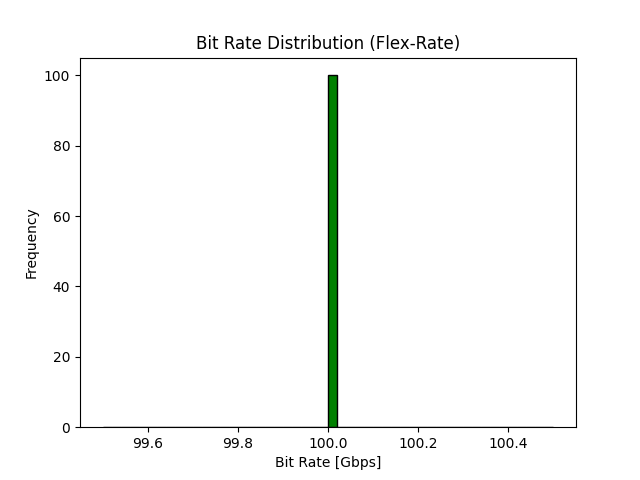 Bit Rate Distribution (Flex-Rate)
100
80
60
40
20
0
Frequency
99.6 99.8 100.0 100.2 100.4
Bit Rate [Gbps]